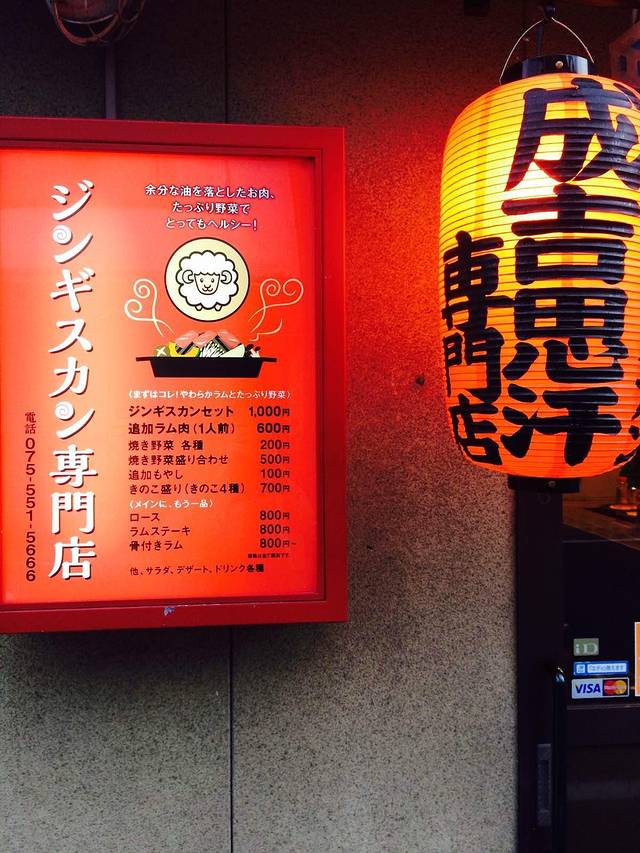 ジンギスカン専門店
電話 075-551-5666
余分な油を落としたお肉、
たっぷり野菜で
とってもヘルシー!
(まずはコレ!やわらかラムとたっぷり野菜)
ジンギスカンセット 1,000円
追加ラム肉(1人前) 600円
焼き野菜 各種 200円
焼き野菜盛り合わせ 500円
追加もやし 100円
きのこ盛り(きのこ4種) 700円
(メインに、もう一品)
ロース 800円
ラムステーキ 800円
骨付きラム 800円~
他、サラダ、デザート、ドリンク各種
成吉思汗
専門店
iD
VISA